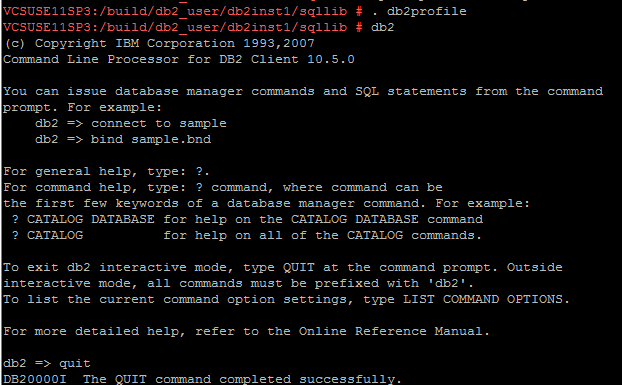 VCSUSE11SP3:/build/db2_user/db2inst1/sqllib # . db2profile
VCSUSE11SP3:/build/db2_user/db2inst1/sqllib # db2
(c) Copyright IBM Corporation 1993,2007
Command Line Processor for DB2 Client 10.5.0

You can issue database manager commands and SQL statements from the command
prompt. For example:
    db2 => connect to sample
    db2 => bind sample.bnd

For general help, type: ?.
For command help, type: ? command, where command can be
the first few keywords of a database manager command. For example:
 ? CATALOG DATABASE for help on the CATALOG DATABASE command
 ? CATALOG          for help on all of the CATALOG commands.

To exit db2 interactive mode, type QUIT at the command prompt. Outside
interactive mode, all commands must be prefixed with 'db2'.
To list the current command option settings, type LIST COMMAND OPTIONS.

For more detailed help, refer to the Online Reference Manual.

db2 => quit
DB20000I  The QUIT command completed successfully.